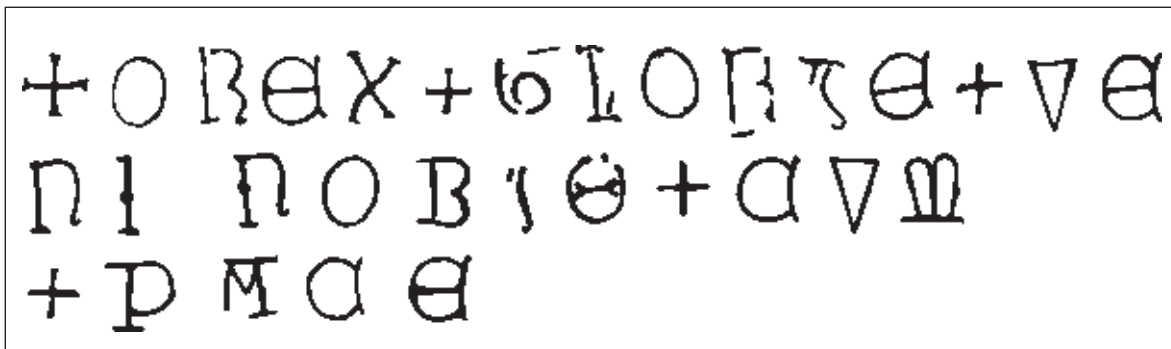 + O REX + GLORIE + VE
NI NOBIS + CVM
+ PACE